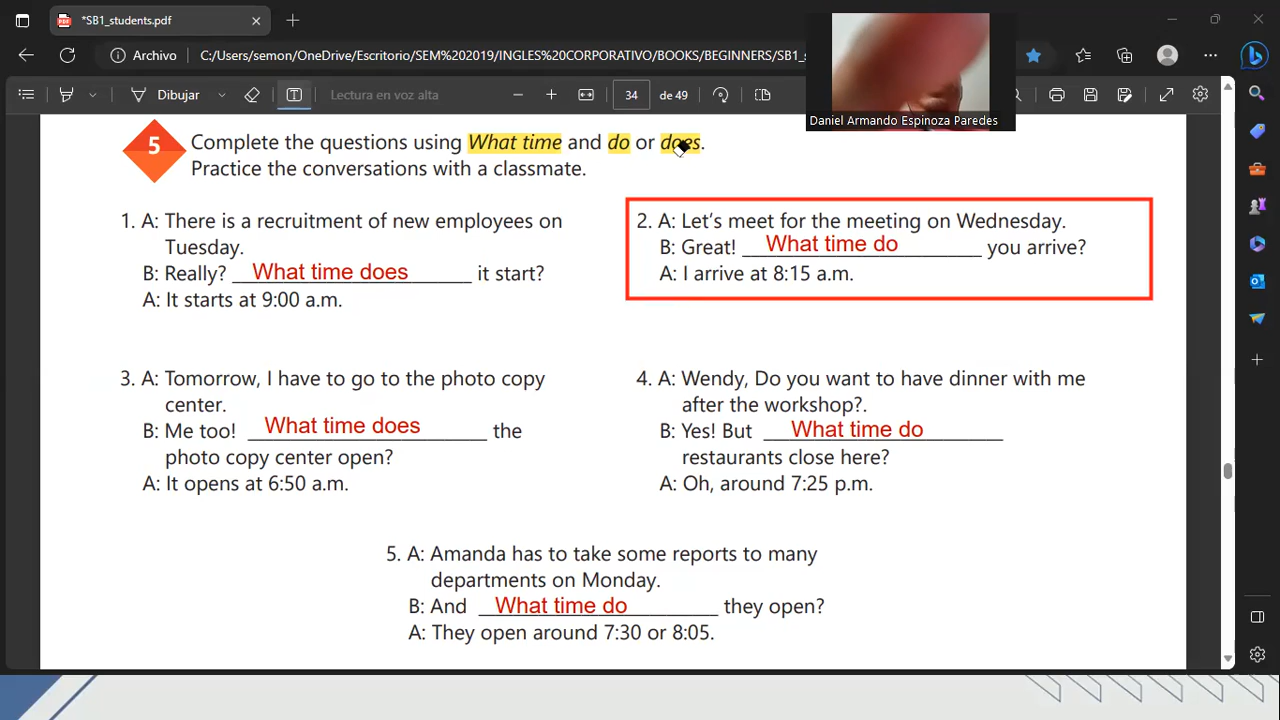 *SB1_students.pdf
Archivo
C:/Users/semon/OneDrive/Escritorio/SEM%202019/INGLES%20CORPORATIVO/BOOKS/BEGINNERS/SB1_s
Dibujar
Lectura en voz alta
34
de 49
Daniel Armando Espinoza Paredes
5
Complete the questions using What time and do or does.
Practice the conversations with a classmate.
1. A: There is a recruitment of new employees on
Tuesday.
B: Really? What time does it start?
A: It starts at 9:00 a.m.
2. A: Let's meet for the meeting on Wednesday.
B: Great! What time do you arrive?
A: I arrive at 8:15 a.m.
3. A: Tomorrow, I have to go to the photo copy
center.
B: Me too! What time does the
photo copy center open?
A: It opens at 6:50 a.m.
4. A: Wendy, Do you want to have dinner with me
after the workshop?.
B: Yes! But What time do
restaurants close here?
A: Oh, around 7:25 p.m.
5. A: Amanda has to take some reports to many
departments on Monday.
B: And What time do they open?
A: They open around 7:30 or 8:05.